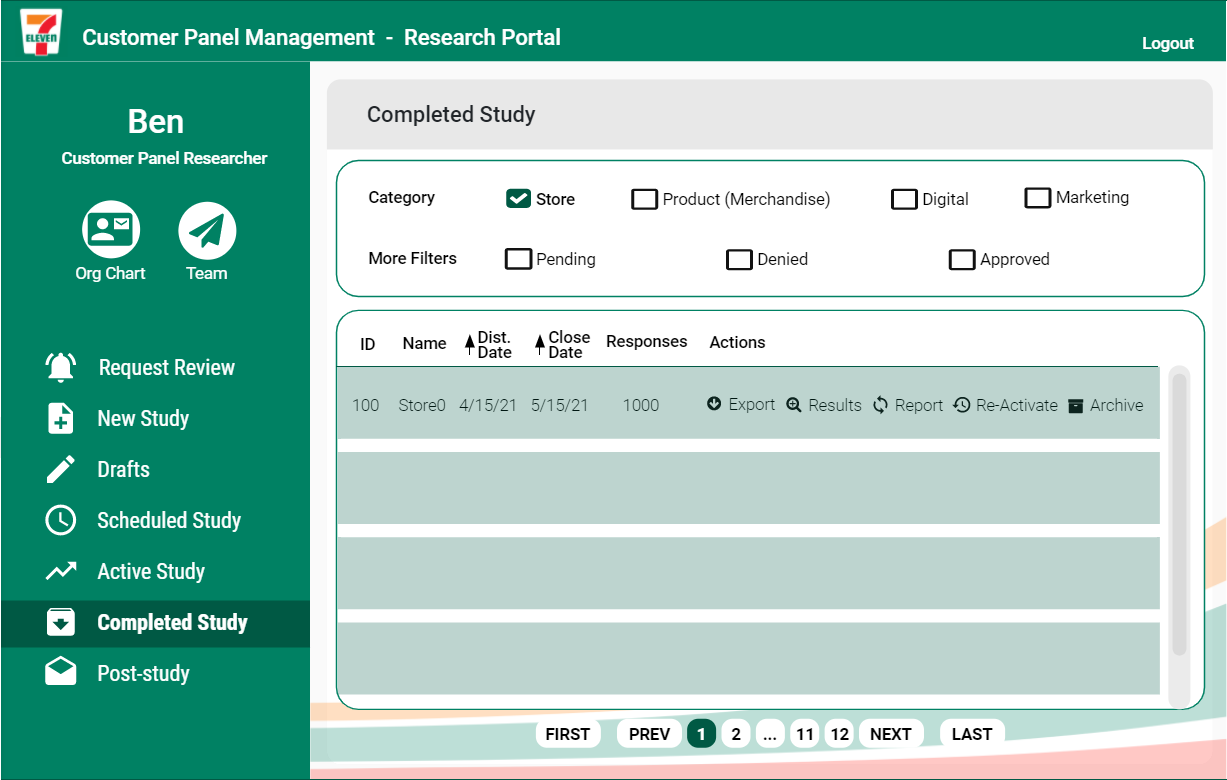 7
ELEVEN
Customer Panel Management - Research Portal
Logout
Ben
Customer Panel Researcher
Org Chart Team
Request Review
New Study
Drafts
Scheduled Study
Active Study
Completed Study
Post-study
Completed Study
Category Store Product (Merchandise) Digital Marketing
More Filters Pending Denied Approved
ID Name Dist. Date Close Date Responses Actions
100 Store0 4/15/21 5/15/21 1000 Export Results Report Re-Activate Archive
FIRST PREV 1 2 ... 11 12 NEXT LAST